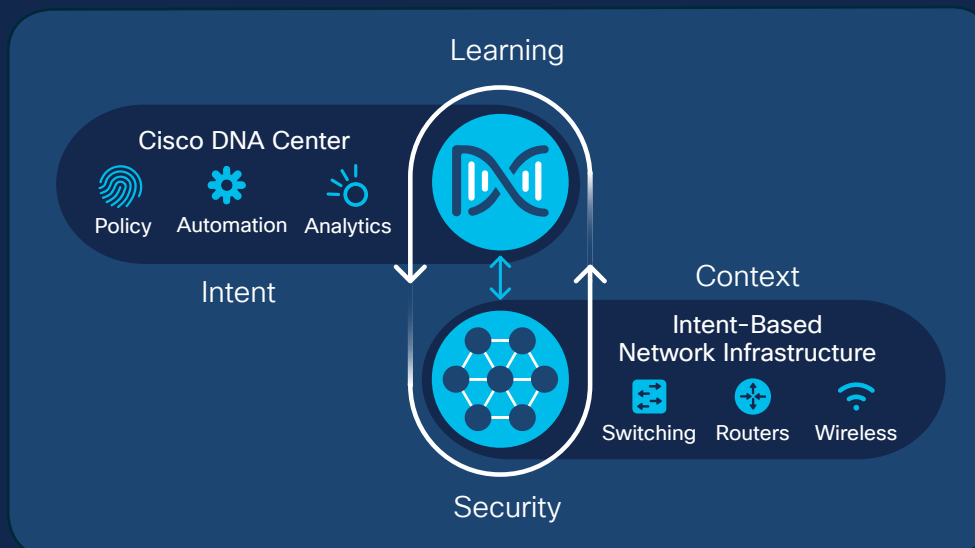 Learning
Cisco DNA Center
Policy
Automation
Analytics
Intent
Context
Intent-Based
Network Infrastructure
Switching
Routers
Wireless
Security